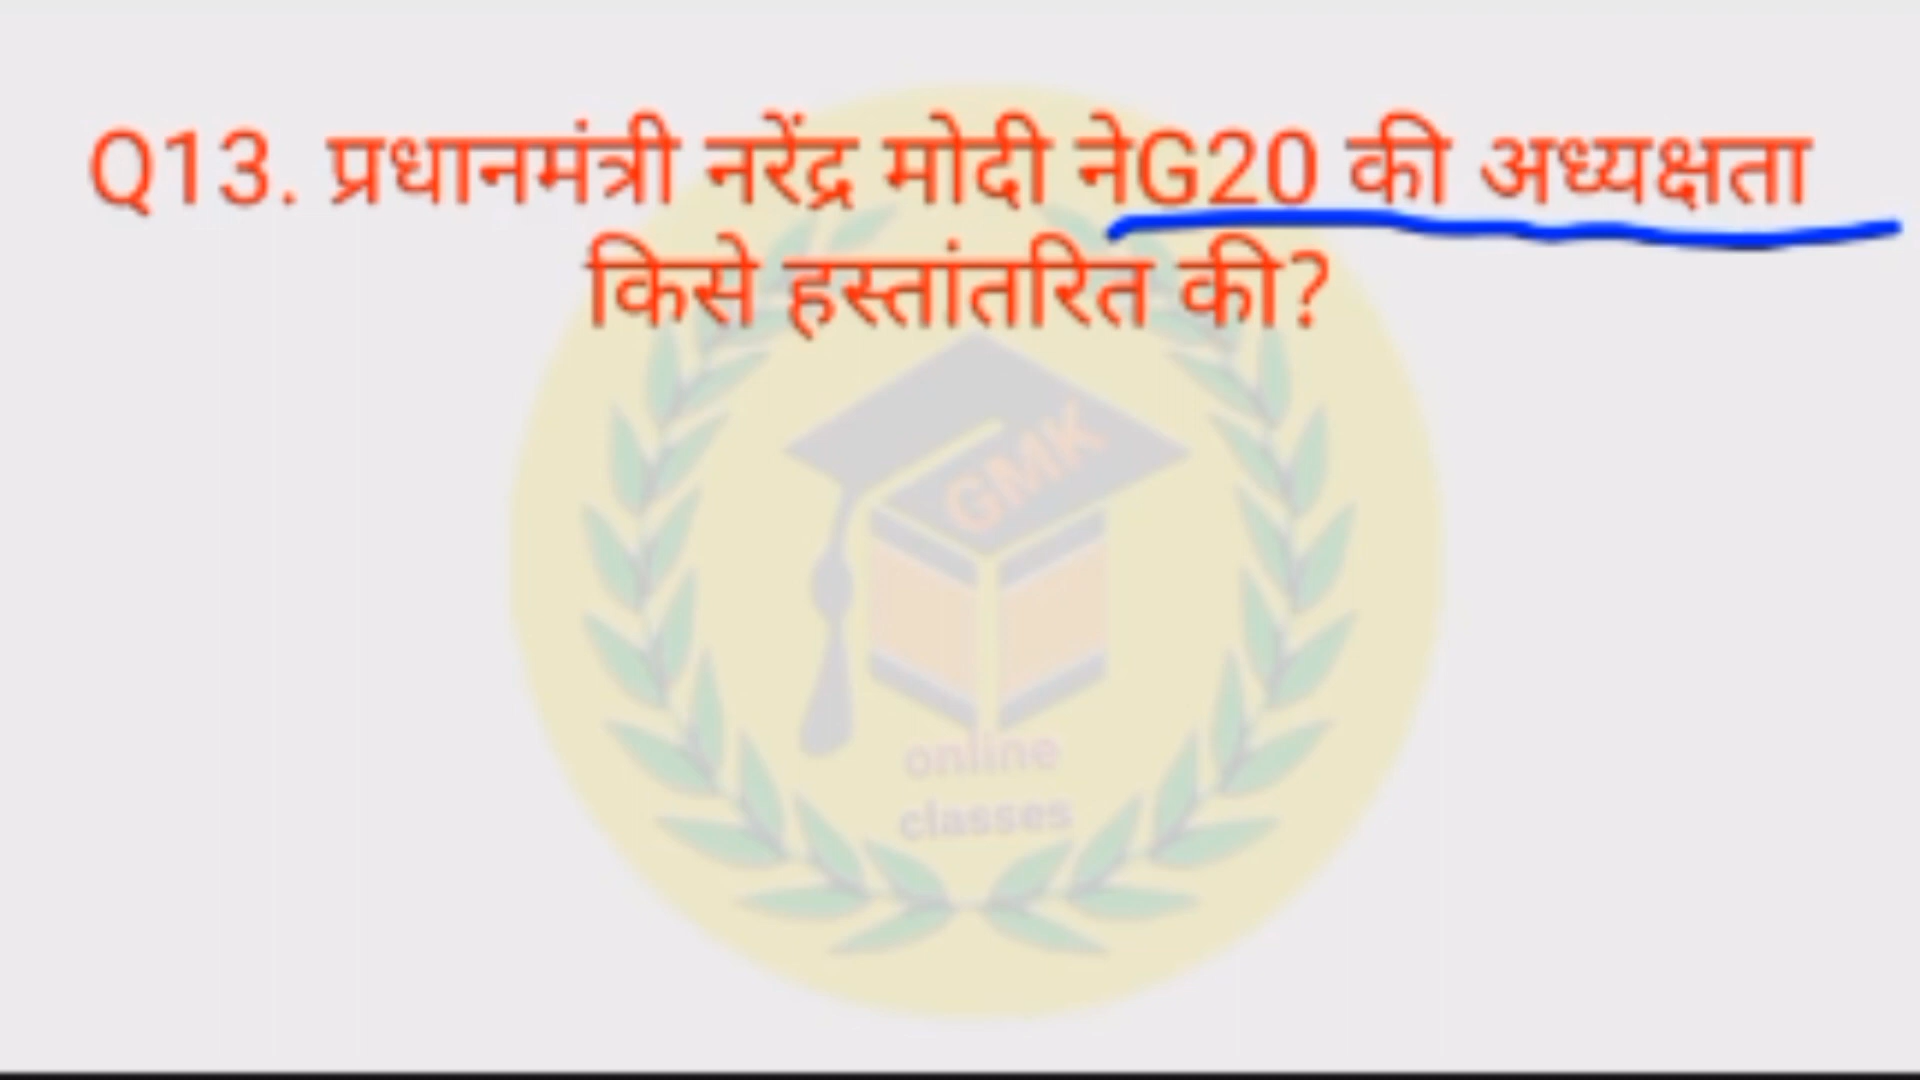 Q13. प्रधानमंत्री नरेंद्र मोदी नेG20 की अध्यक्षता
किसे हस्तांतरित की?
GMK
online
classes